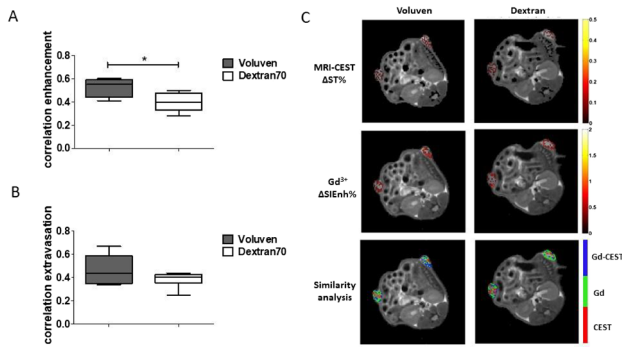 A
correlation enhancement
0.8
0.6
0.4
0.2
0.0
*
Voluven
Dextran70
B
correlation extravasation
0.8
0.6
0.4
0.2
0.0
Voluven
Dextran70
C
Voluven Dextran
MRI-CEST
ΔST%
0.5
0.4
0.3
0.2
0.1
0
Gd3+
ΔSIEnh%
2
1.5
1
0.5
0
Similarity
analysis
Gd-CEST
Gd
CEST